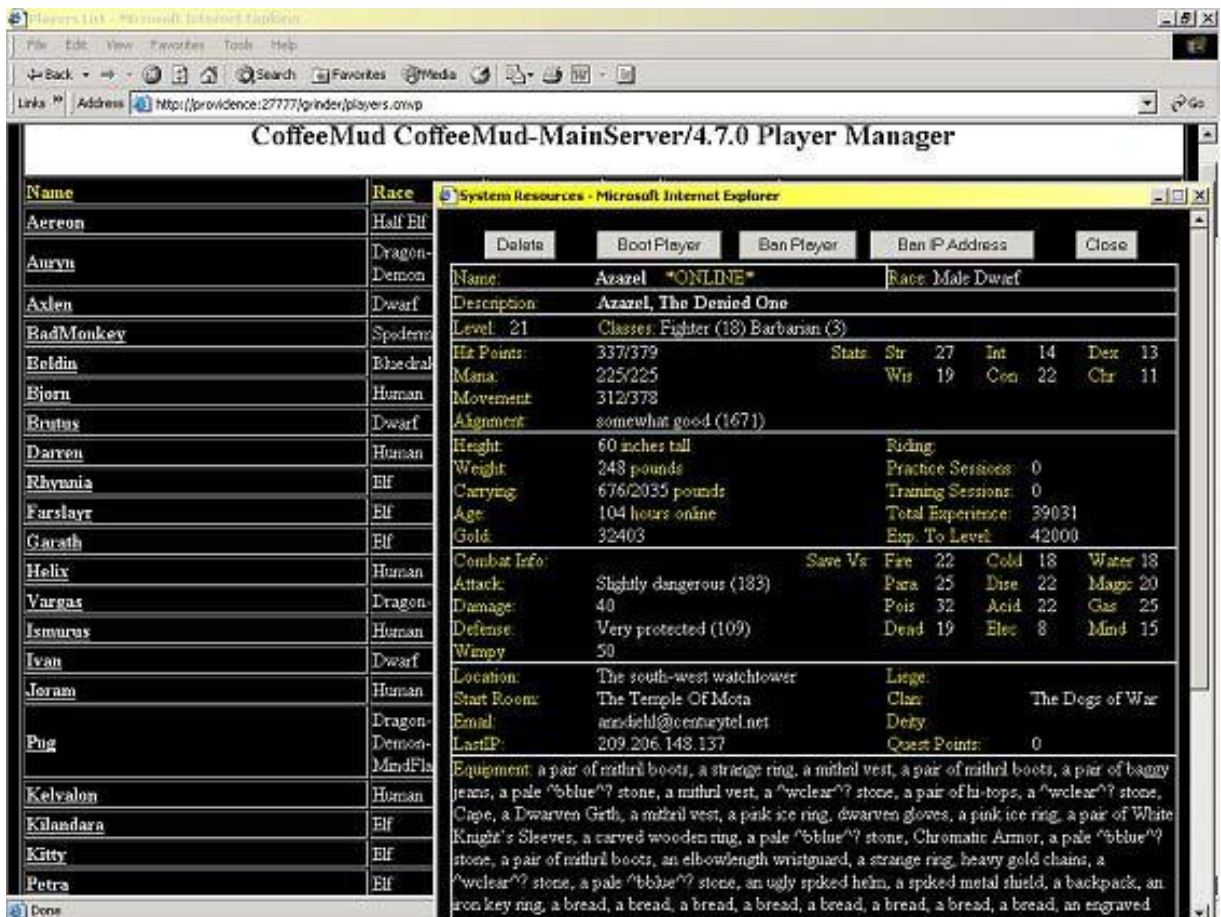 Players List - Microsoft Internet Explorer
File Edit View Favorites Tools Help
Back Search Favorites Media
Links » Address http://providence:27777/grinder/players.cmvp Go
CoffeeMud CoffeeMud-MainServer/4.7.0 Player Manager
Name Race
Aereon Half Elf
Auryn Dragon-
Demon
Axlen Dwarf
BadMonkey
Beldin
Bjorn Human
Brutus Dwarf
Darren Human
Rhynnia Elf
Farslayr Elf
Garath Elf
Helix Human
Vargas Dragon-
Ismurus Human
Ivan Dwarf
Joram Human
Pug Dragon-
Demon-
MindFla
Kelvalon Human
Kilandara Elf
Kitty Elf
Petra Elf
Done
System Resources - Microsoft Internet Explorer
Delete Boot Player Ban Player Ban IP Address Close
Name: Azazel *ONLINE* Race: Male Dwarf
Description: Azazel, The Denied One
Level: 21 Classes: Fighter (18) Barbarian (3)
Hit Points: 337/379 Stats: Str 27 Int 14 Dex 13
Mana: 225/225 Wis 19 Con 22 Chr 11
Movement: 312/378
Alignment: somewhat good (1671)
Height: 60 inches tall Riding:
Weight: 248 pounds Practice Sessions: 0
Carrying: 676/2035 pounds Training Sessions: 0
Age: 104 hours online Total Experience: 39031
Gold: 32403 Exp. To Level: 42000
Combat Info: Save Vs: Fire 22 Cold 18 Water 18
Attack: Slightly dangerous (183) Para 25 Dise 22 Magic 20
Damage: 40 Pois 32 Acid 22 Gas 25
Defense: Very protected (109) Dead 19 Elec 8 Mind 15
Wimpy 50
Location: The south-west watchtower Liege:
Start Room: The Temple Of Mota Clan: The Dogs of War
Email: Deity:
LastIP: 209.206.148.137 Quest Points: 0
Equipment: a pair of mithril boots, a strange ring, a mithril vest, a pair of mithril boots, a pair of baggy
jeans, a pale ^bblue^? stone, a mithril vest, a ^wclear^? stone, a pair of hi-tops, a ^wclear^? stone,
Cape, a Dwarven Girth, a mithril vest, a pink ice ring, dwarven gloves, a pink ice ring, a pair of White
Knight's Sleeves, a carved wooden ring, a pale ^bblue^? stone, Chromatic Armor, a pale ^bblue^?
stone, a pair of mithril boots, an elbowlength wristguard, a strange ring, heavy gold chains, a
^wclear^? stone, a pale ^bblue^? stone, an ugly spiked helm, a spiked metal shield, a backpack, an
iron key ring, a bread, a bread, a bread, a bread, a bread, a bread, a bread, a bread, an engraved